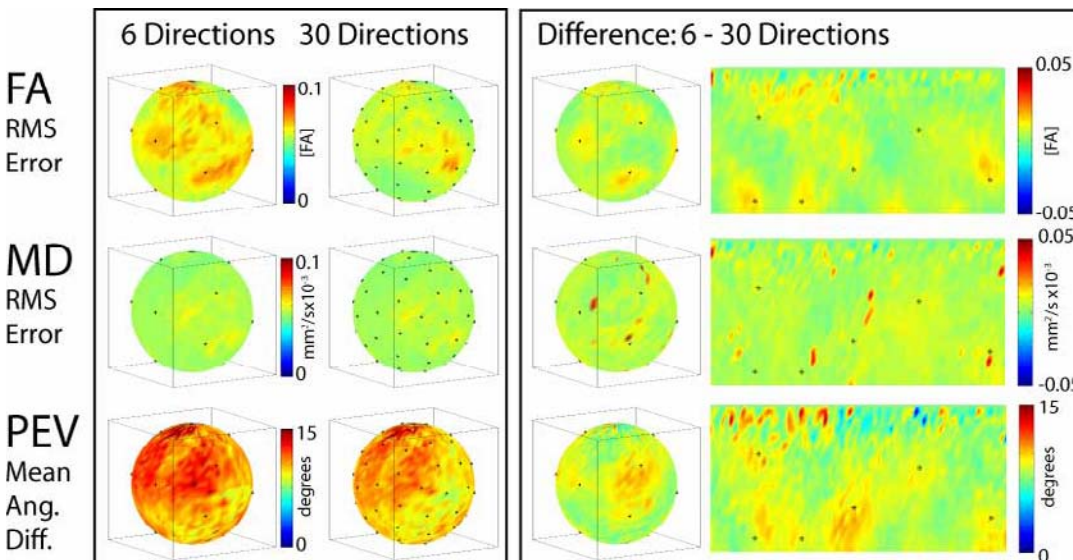 6 Directions 30 Directions
Difference: 6 - 30 Directions
FA
RMS
Error
0.1
[FA]
0
0.05
[FA]
-0.05
MD
RMS
Error
0.1
mm²/s x10⁻³
0
0.05
mm²/s x10⁻³
-0.05
PEV
Mean
Ang.
Diff.
15
degrees
0
15
degrees
0